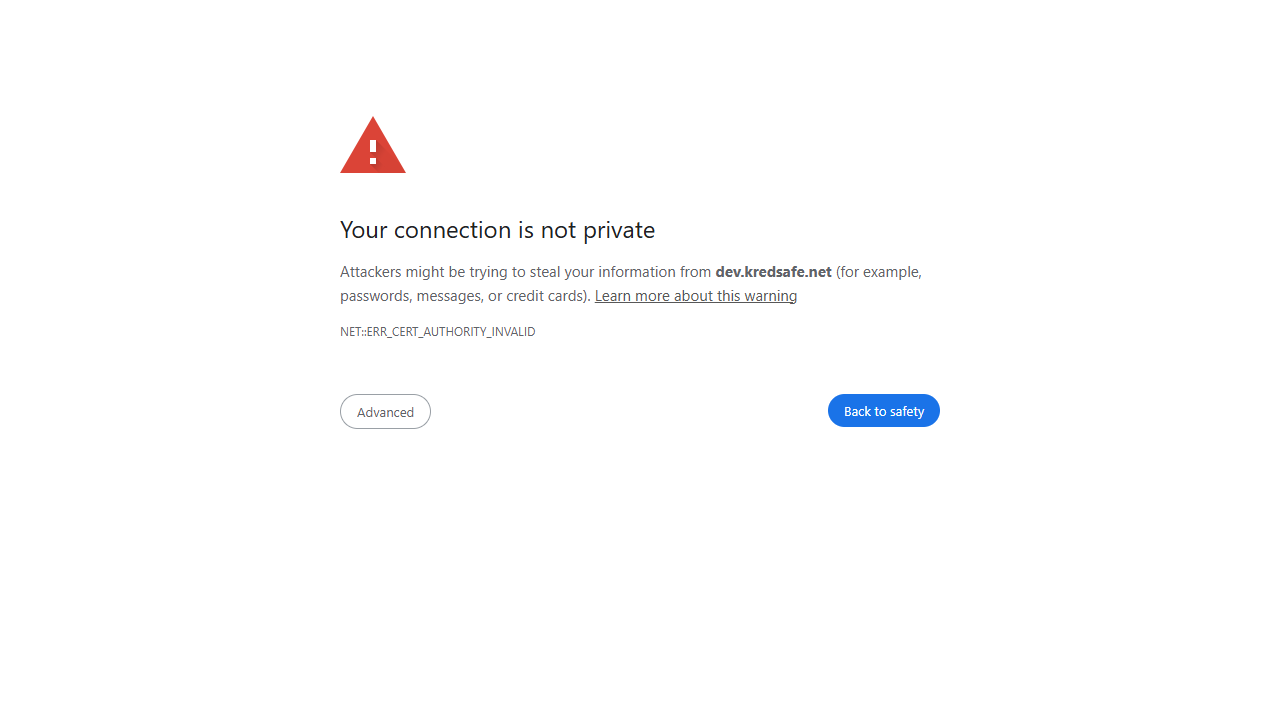 Your connection is not private
Attackers might be trying to steal your information from dev.kredsafe.net (for example,
passwords, messages, or credit cards). Learn more about this warning
NET::ERR_CERT_AUTHORITY_INVALID
Advanced
Back to safety